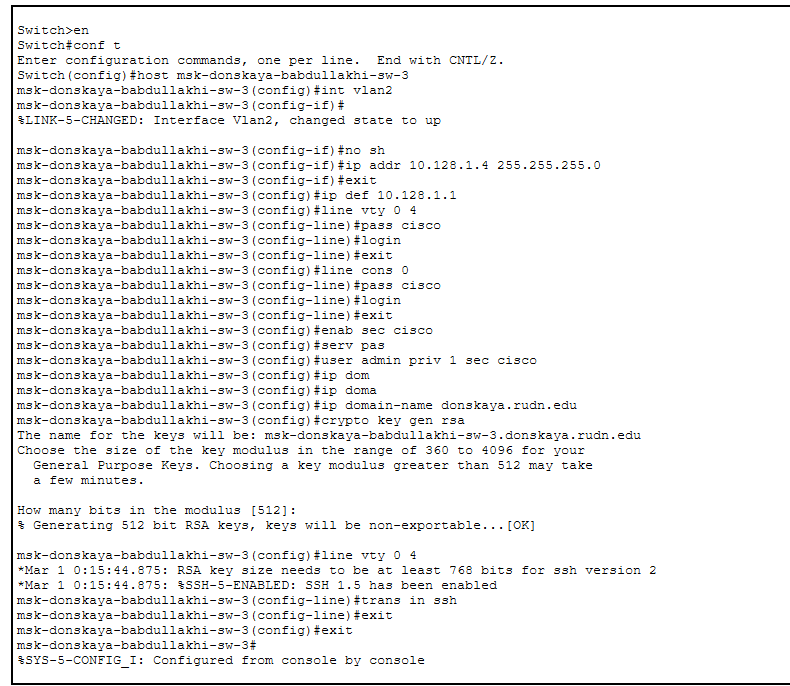 Switch>en
Switch#conf t
Enter configuration commands, one per line.  End with CNTL/Z.
Switch(config)#host msk-donskaya-babdullakhi-sw-3
msk-donskaya-babdullakhi-sw-3(config)#int vlan2
msk-donskaya-babdullakhi-sw-3(config-if)#
%LINK-5-CHANGED: Interface Vlan2, changed state to up

msk-donskaya-babdullakhi-sw-3(config-if)#no sh
msk-donskaya-babdullakhi-sw-3(config-if)#ip addr 10.128.1.4 255.255.255.0
msk-donskaya-babdullakhi-sw-3(config-if)#exit
msk-donskaya-babdullakhi-sw-3(config)#ip def 10.128.1.1
msk-donskaya-babdullakhi-sw-3(config)#line vty 0 4
msk-donskaya-babdullakhi-sw-3(config-line)#pass cisco
msk-donskaya-babdullakhi-sw-3(config-line)#login
msk-donskaya-babdullakhi-sw-3(config-line)#exit
msk-donskaya-babdullakhi-sw-3(config)#line cons 0
msk-donskaya-babdullakhi-sw-3(config-line)#pass cisco
msk-donskaya-babdullakhi-sw-3(config-line)#login
msk-donskaya-babdullakhi-sw-3(config-line)#exit
msk-donskaya-babdullakhi-sw-3(config)#enab sec cisco
msk-donskaya-babdullakhi-sw-3(config)#serv pas
msk-donskaya-babdullakhi-sw-3(config)#user admin priv 1 sec cisco
msk-donskaya-babdullakhi-sw-3(config)#ip dom
msk-donskaya-babdullakhi-sw-3(config)#ip doma
msk-donskaya-babdullakhi-sw-3(config)#ip domain-name donskaya.rudn.edu
msk-donskaya-babdullakhi-sw-3(config)#crypto key gen rsa
The name for the keys will be: msk-donskaya-babdullakhi-sw-3.donskaya.rudn.edu
Choose the size of the key modulus in the range of 360 to 4096 for your
  General Purpose Keys. Choosing a key modulus greater than 512 may take
  a few minutes.

How many bits in the modulus [512]:
% Generating 512 bit RSA keys, keys will be non-exportable...[OK]

msk-donskaya-babdullakhi-sw-3(config)#line vty 0 4
*Mar 1 0:15:44.875: RSA key size needs to be at least 768 bits for ssh version 2
*Mar 1 0:15:44.875: %SSH-5-ENABLED: SSH 1.5 has been enabled
msk-donskaya-babdullakhi-sw-3(config-line)#trans in ssh
msk-donskaya-babdullakhi-sw-3(config-line)#exit
msk-donskaya-babdullakhi-sw-3(config)#exit
msk-donskaya-babdullakhi-sw-3#
%SYS-5-CONFIG_I: Configured from console by console